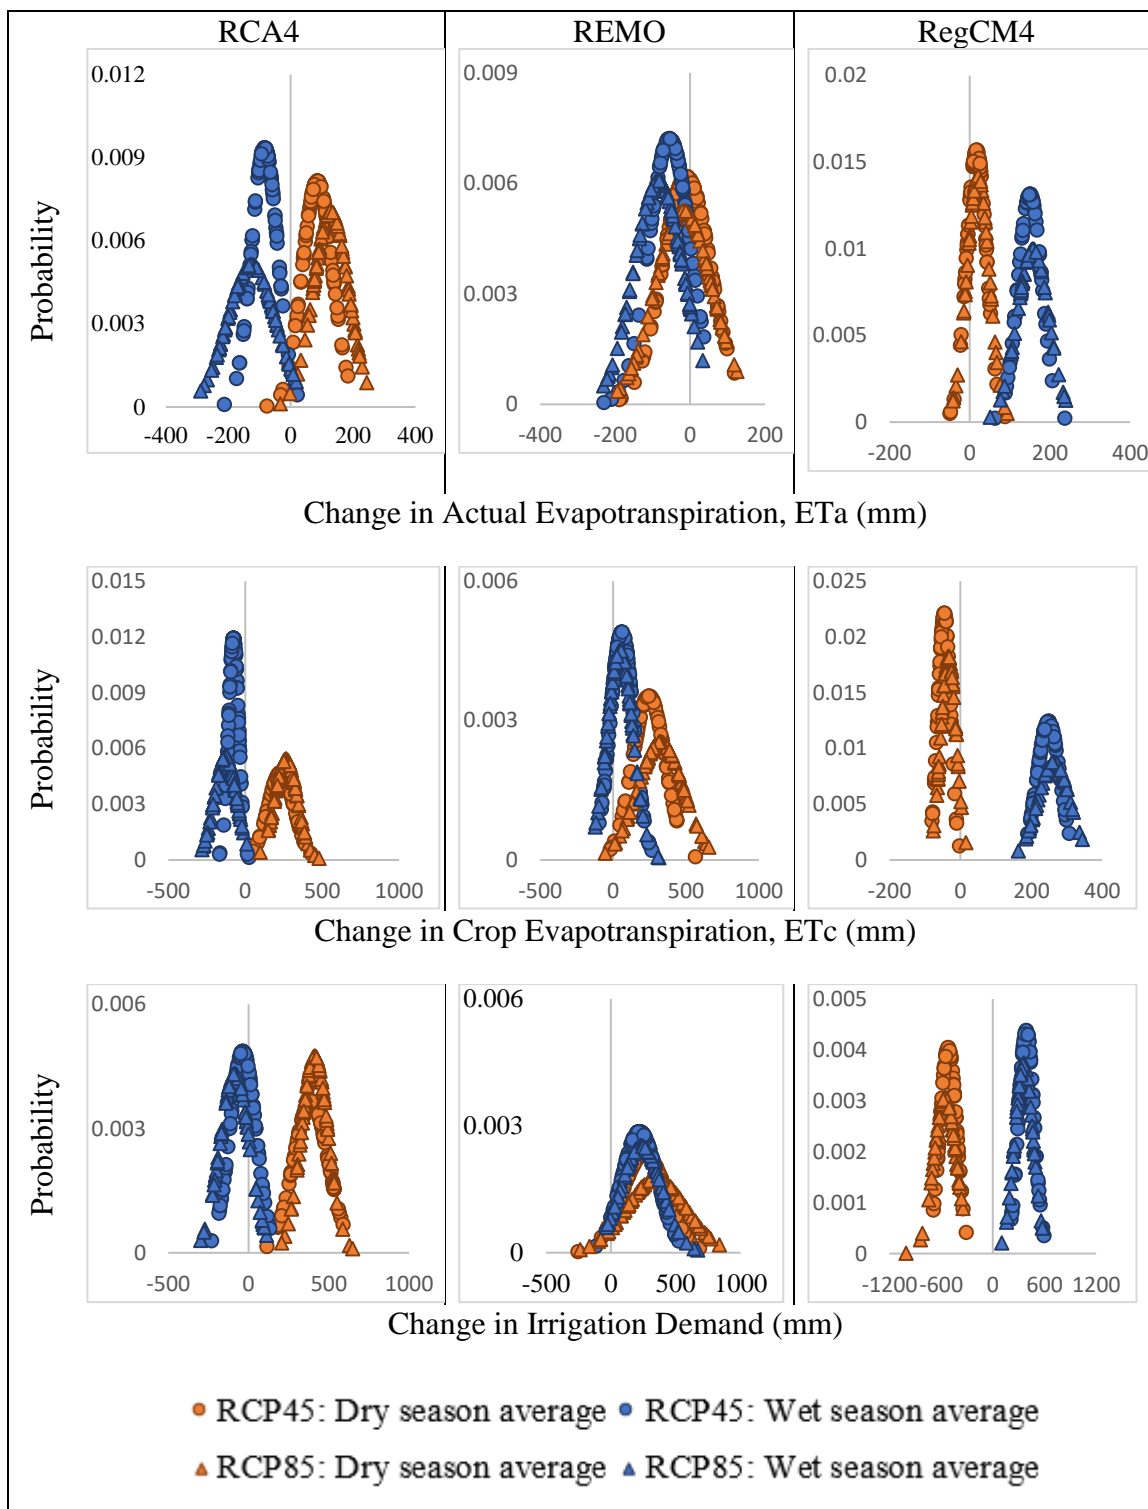 RCA4 REMO RegCM4
Probability
0.012
0.009
0.006
0.003
0
-400 -200 0 200 400
0.009
0.006
0.003
0
-400 -200 0 200
0.02
0.015
0.01
0.005
0
-200 0 200 400
Change in Actual Evapotranspiration, ETa (mm)
Probability
0.015
0.012
0.009
0.006
0.003
0
-500 0 500 1000
0.006
0.003
0
-500 0 500 1000
0.025
0.02
0.015
0.01
0.005
0
-200 0 200 400
Change in Crop Evapotranspiration, ETc (mm)
Probability
0.006
0.003
0
-500 0 500 1000
0.006
0.003
0
-500 0 500 1000
0.005
0.004
0.003
0.002
0.001
0
-1200 -600 0 600 1200
Change in Irrigation Demand (mm)
RCP45: Dry season average RCP45: Wet season average
RCP85: Dry season average RCP85: Wet season average